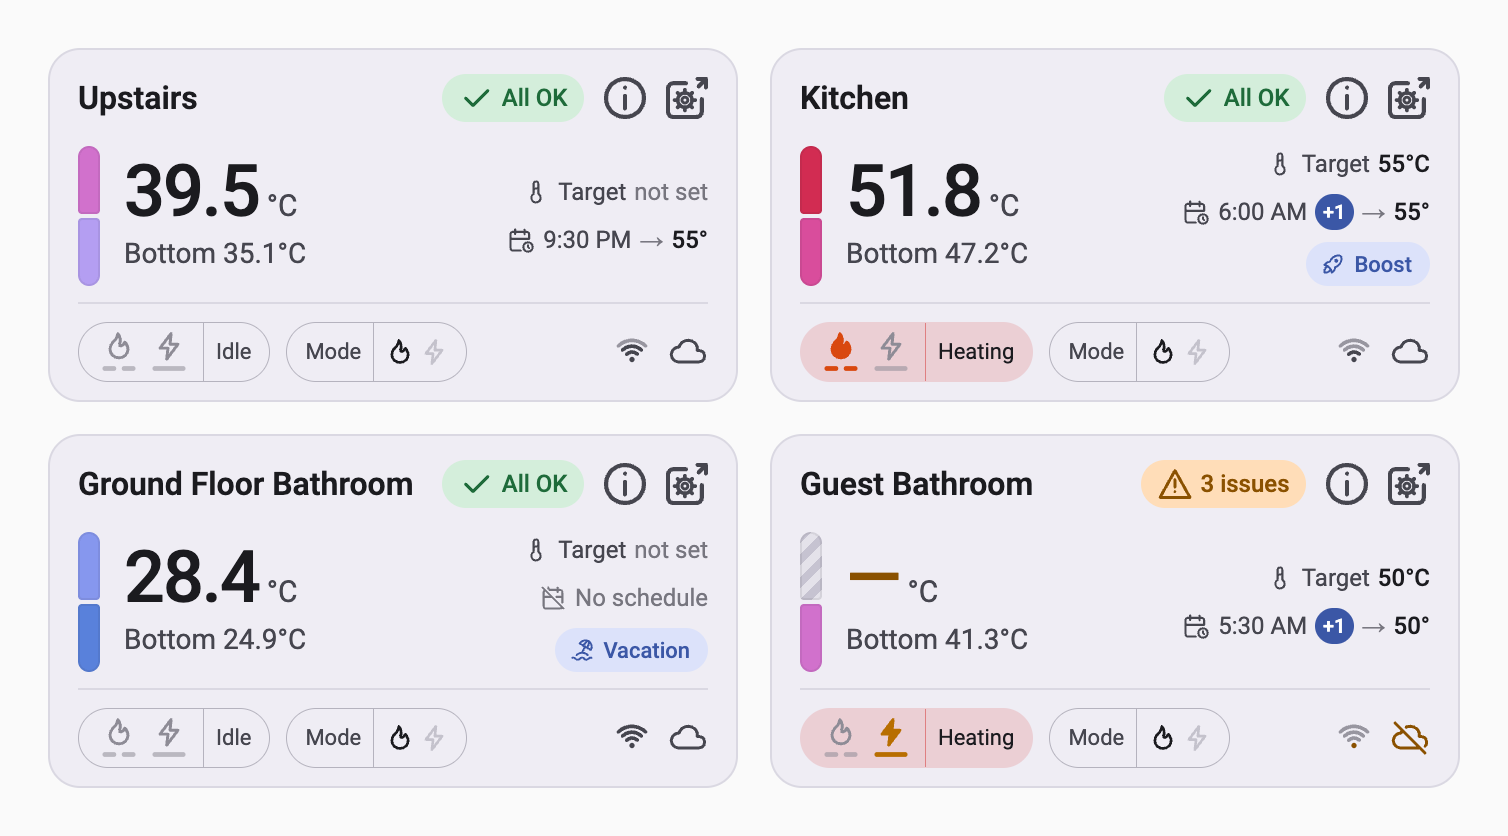 Upstairs All OK
39.5 °C
Target not set
9:30 PM → 55°
Bottom 35.1°C
Idle Mode
Kitchen All OK
51.8 °C
Target 55°C
6:00 AM +1 → 55°
Bottom 47.2°C
Boost
Heating Mode
Ground Floor Bathroom All OK
28.4 °C
Target not set
No schedule
Bottom 24.9°C
Vacation
Idle Mode
Guest Bathroom 3 issues
— °C
Target 50°C
5:30 AM +1 → 50°
Bottom 41.3°C
Heating Mode